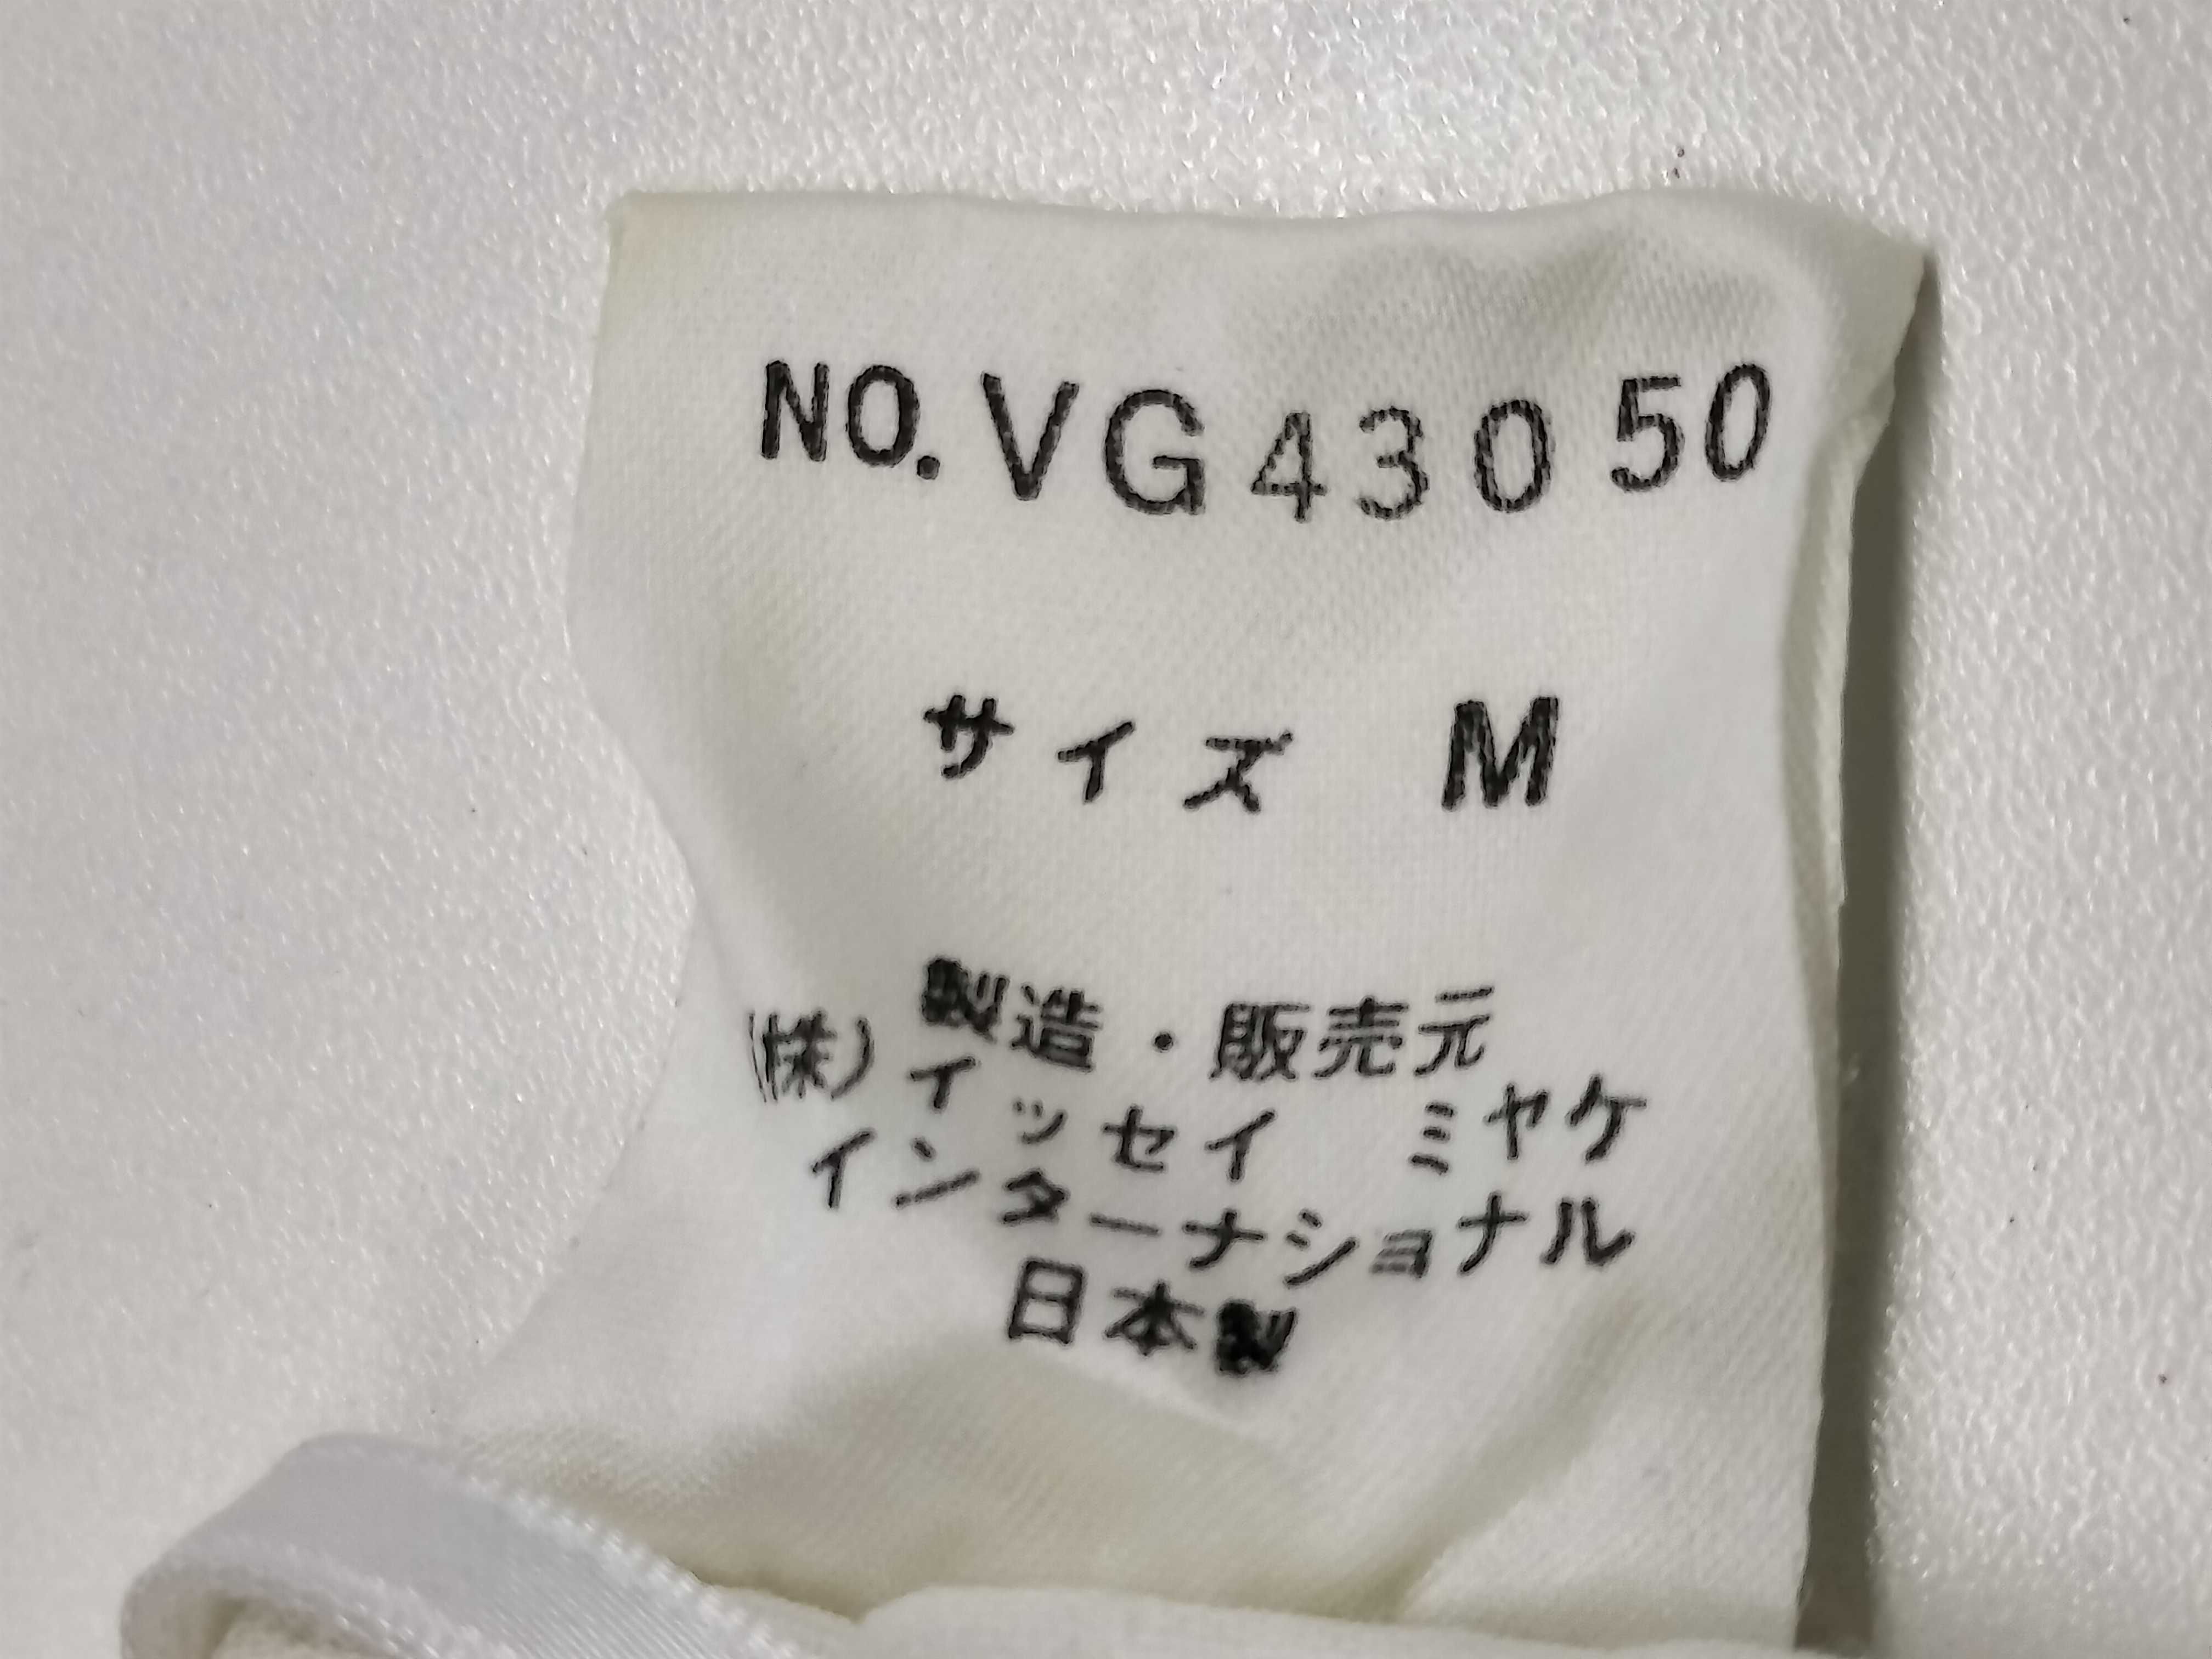 NO. VG43050
サイズ M
製造・販売元
(株)イッセイ ミヤケ
インターナショナル
日本製